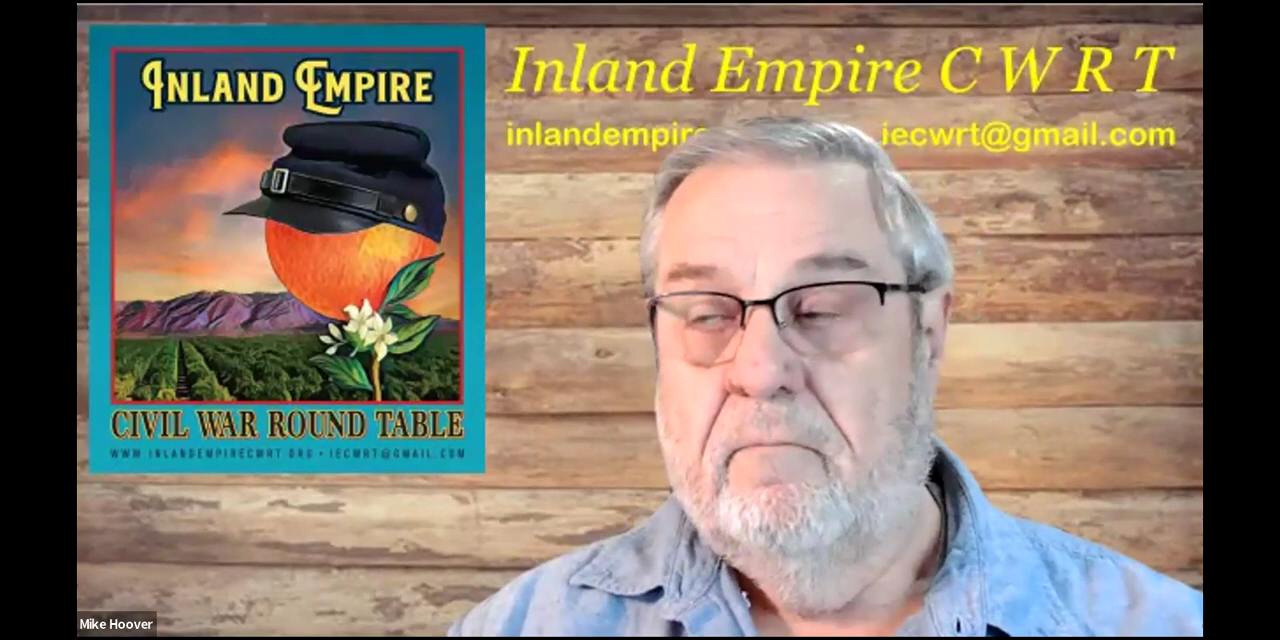 INLAND EMPIRE
CIVIL WAR ROUND TABLE
WWW.INLANDEMPIRECWRT.ORG • IECWRT@GMAIL.COM
Inland Empire C W R T
inlandempire iecwrt@gmail.com
Mike Hoover